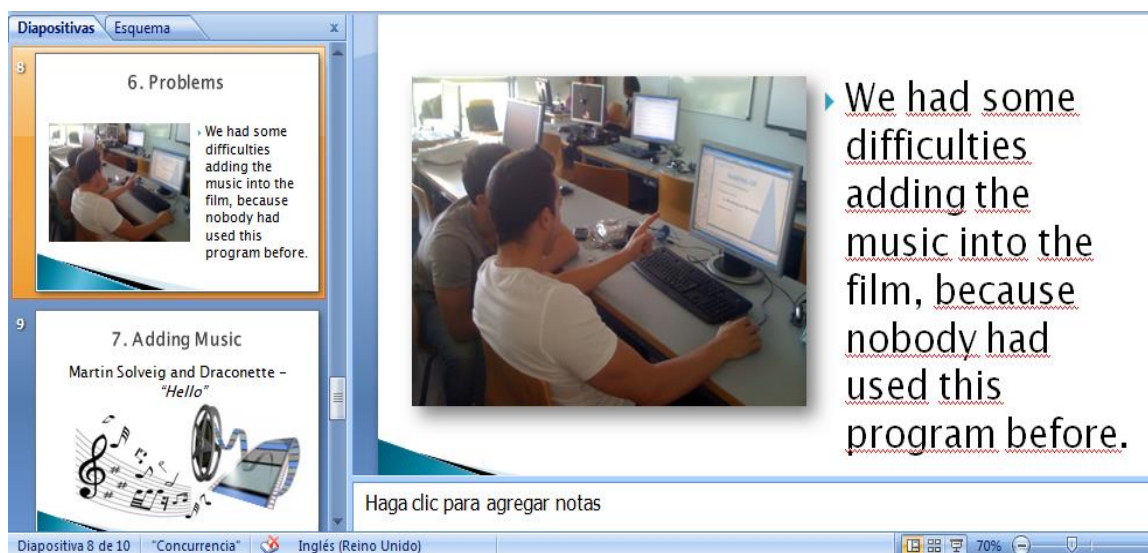 Diapositivas
Esquema
x
8
6. Problems
We had some
difficulties
adding the
music into the
film, because
nobody had
used this
program before.
9
7. Adding Music
Martin Solveig and Draconette –
“Hello”
We had some
difficulties
adding the
music into the
film, because
nobody had
used this
program before.
Haga clic para agregar notas
Diapositiva 8 de 10
"Concurrencia"
Inglés (Reino Unido)
70%